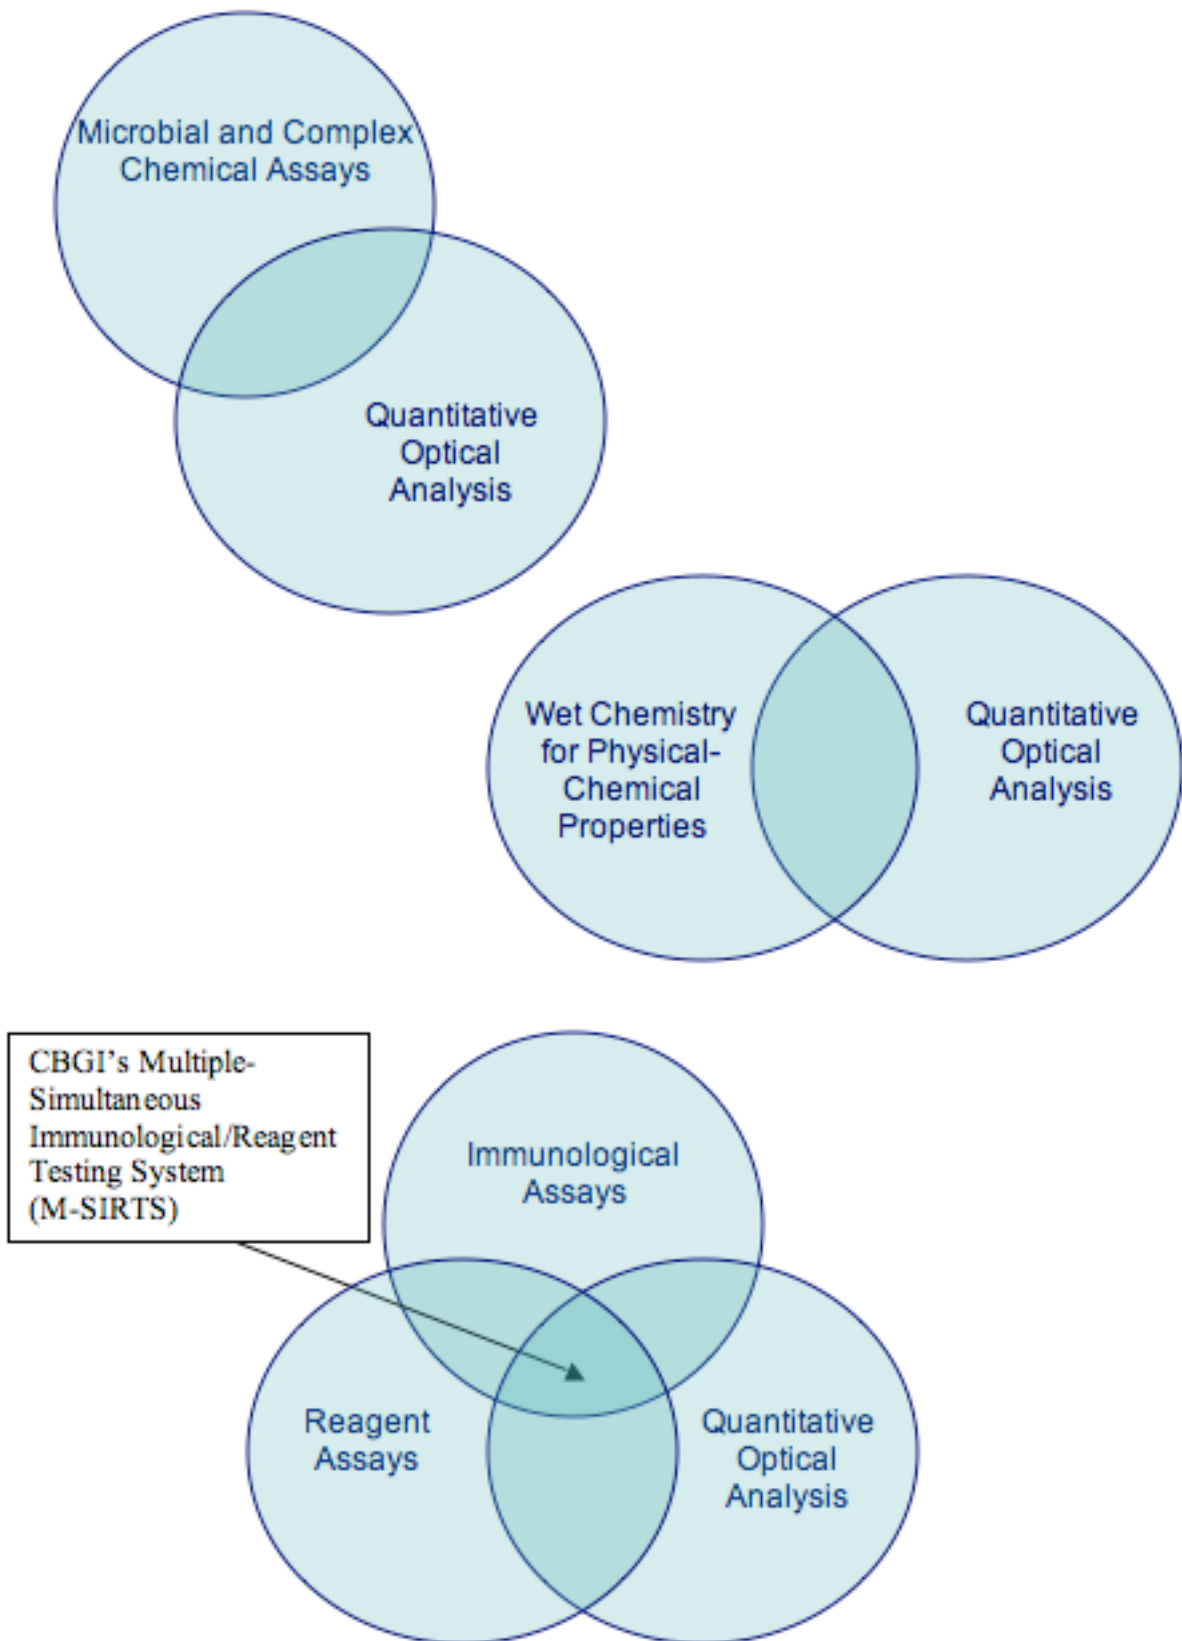 Microbial and Complex
Chemical Assays
Quantitative
Optical
Analysis
Wet Chemistry
for Physical-
Chemical
Properties
Quantitative
Optical
Analysis
CBGI's Multiple-
Simultaneous
Immunological/Reagent
Testing System
(M-SIRTS)
Immunological
Assays
Reagent
Assays
Quantitative
Optical
Analysis